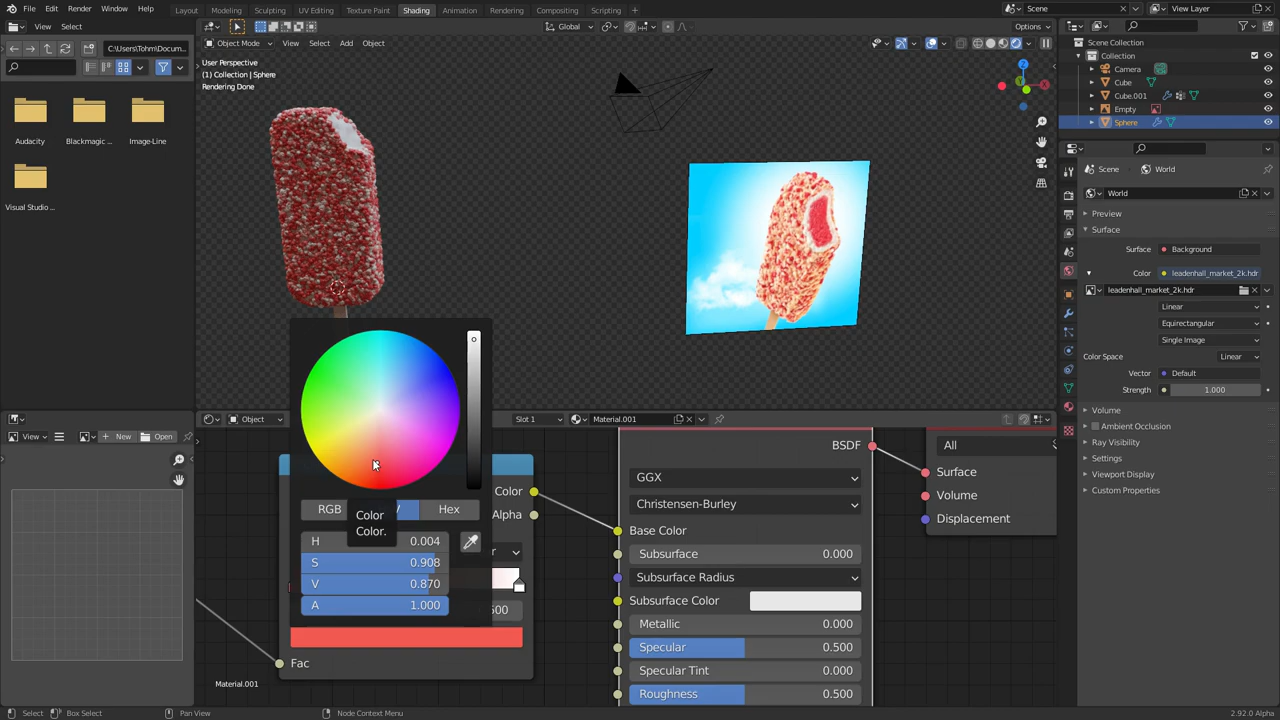 File Edit Render Window Help
Layout Modeling Sculpting UV Editing Texture Paint Shading Animation Rendering Compositing Scripting
Scene View Layer
View Select
Global
Options
C:\Users\Tohm\Docum...
Object Mode View Select Add Object
User Perspective
(1) Collection | Sphere
Rendering Done
Audacity Blackmagic ... Image-Line
Visual Studio ...
Scene Collection
Collection
Camera
Cube
Cube.001
Empty
Sphere
Scene World
World
Preview
Surface
Surface Background
Color leadenhall_market_2k.hdr
leadenhall_market_2k.hdr
Linear
Equirectangular
Single Image
Color Space Linear
Vector Default
Strength 1.000
Volume
Ambient Occlusion
Ray Visibility
Settings
Viewport Display
Custom Properties
Object Slot 1 Material.001
View New Open
Color
Alpha
RGB Hex
Color
Color.
H 0.004
S 0.908
V 0.870
A 1.000
Fac
Material.001
BSDF
GGX
Christensen-Burley
Base Color
Subsurface 0.000
Subsurface Radius
Subsurface Color
Metallic 0.000
Specular 0.500
Specular Tint 0.000
Roughness 0.500
All
Surface
Volume
Displacement
Select Box Select Pan View Node Context Menu 2.92.0 Alpha